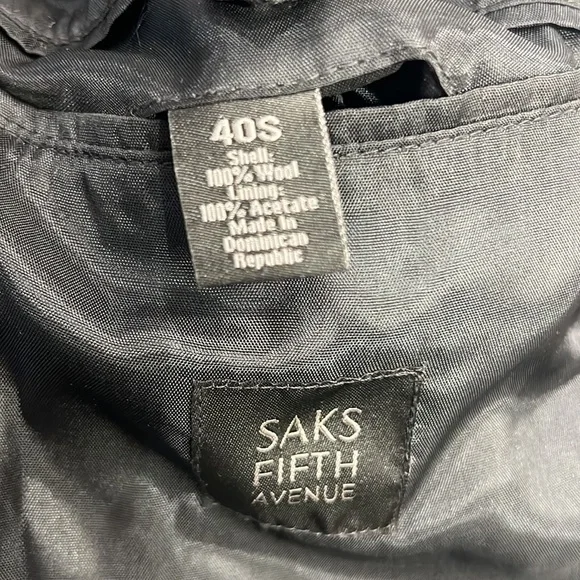 40S
Shell:
100% Wool
Lining:
100% Acetate
Made In
Dominican
Republic
SAKS
FIFTH
AVENUE